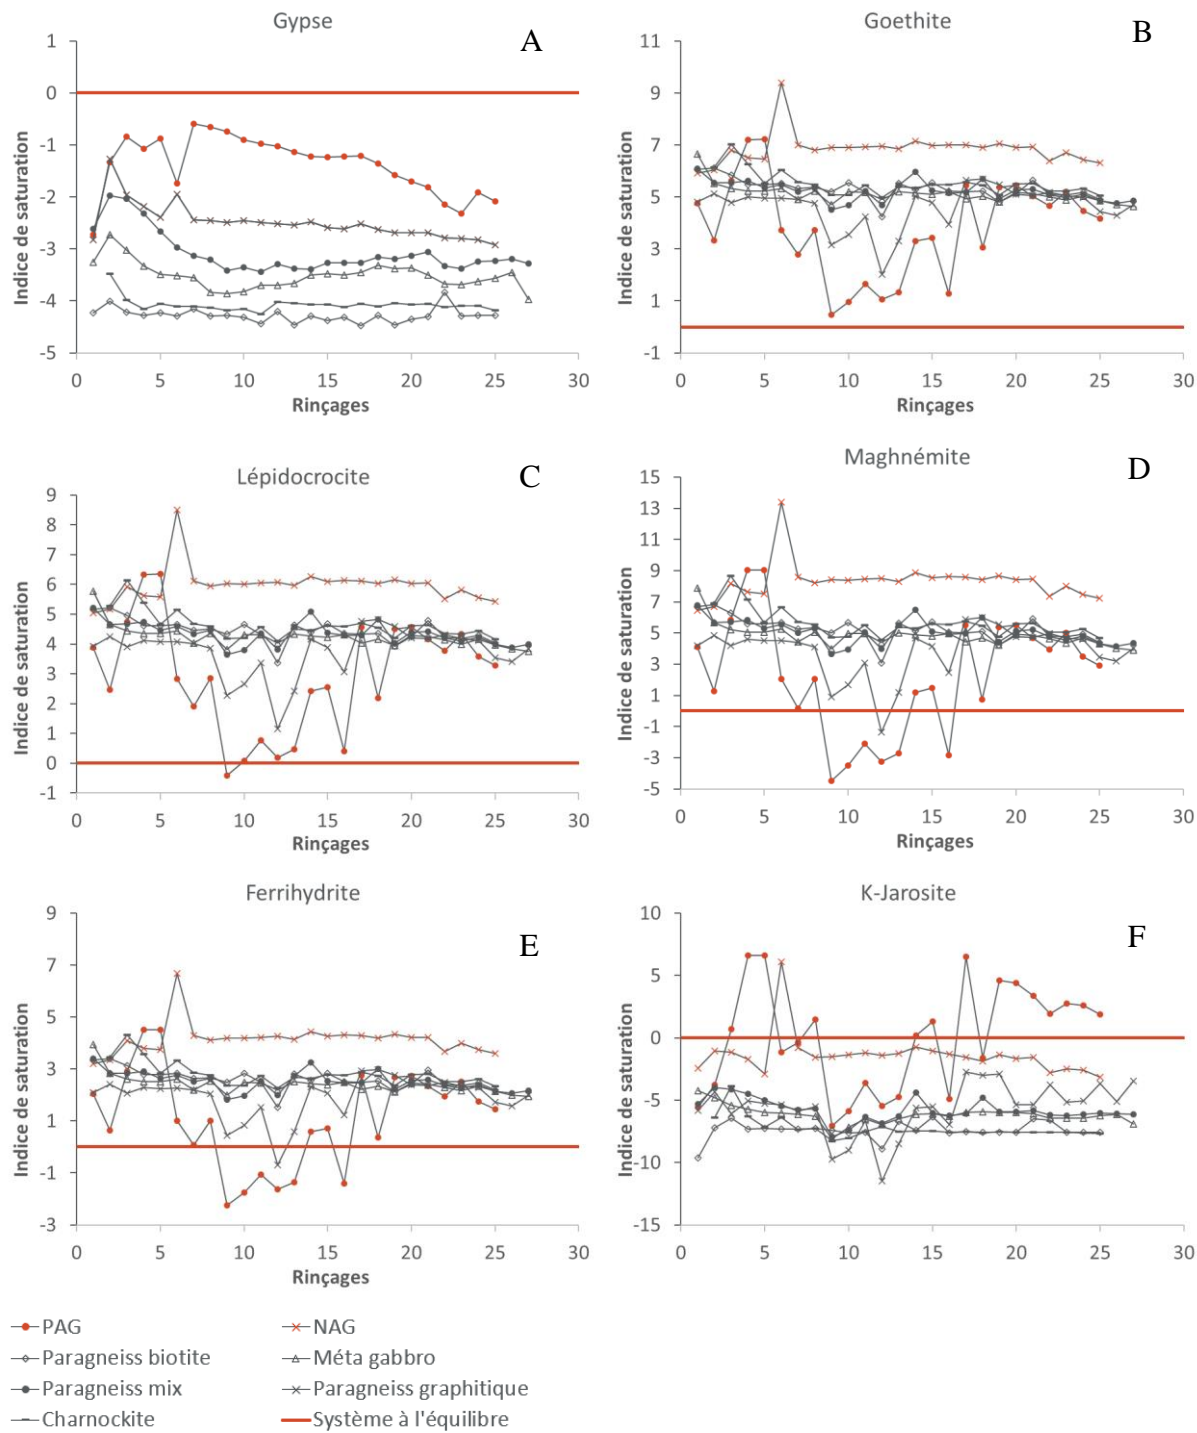 Gypse
A
Indice de saturation
1
0
-1
-2
-3
-4
-5
0 5 10 15 20 25 30
Rinçages
Goethite
B
Indice de saturation
11
9
7
5
3
1
-1
0 5 10 15 20 25 30
Rinçages
Lépidocrocite
C
Indice de saturation
9
8
7
6
5
4
3
2
1
0
-1
0 5 10 15 20 25 30
Rinçages
Maghnémite
D
Indice de saturation
15
13
11
9
7
5
3
1
-1
-3
-5
0 5 10 15 20 25 30
Rinçages
Ferrihydrite
E
Indice de saturation
9
7
5
3
1
-1
-3
0 5 10 15 20 25 30
Rinçages
K-Jarosite
F
Indice de saturation
10
5
0
-5
-10
-15
0 5 10 15 20 25 30
Rinçages
PAG
NAG
Paragneiss biotite
Méta gabbro
Paragneiss mix
Paragneiss graphitique
Charnockite
Système à l'équilibre